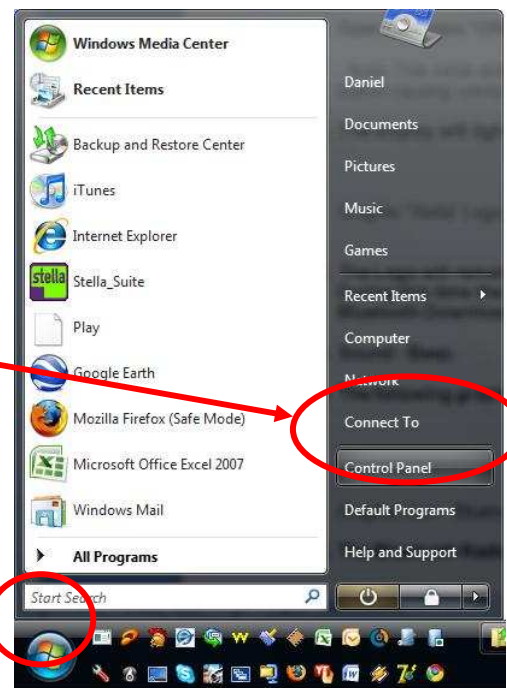 Windows Media Center
Recent Items
Backup and Restore Center
iTunes
Internet Explorer
stella
Stella_Suite
Play
Google Earth
Mozilla Firefox (Safe Mode)
Microsoft Office Excel 2007
Windows Mail
All Programs
Start Search
Daniel
Documents
Pictures
Music
Games
Recent Items
Computer
Network
Connect To
Control Panel
Default Programs
Help and Support